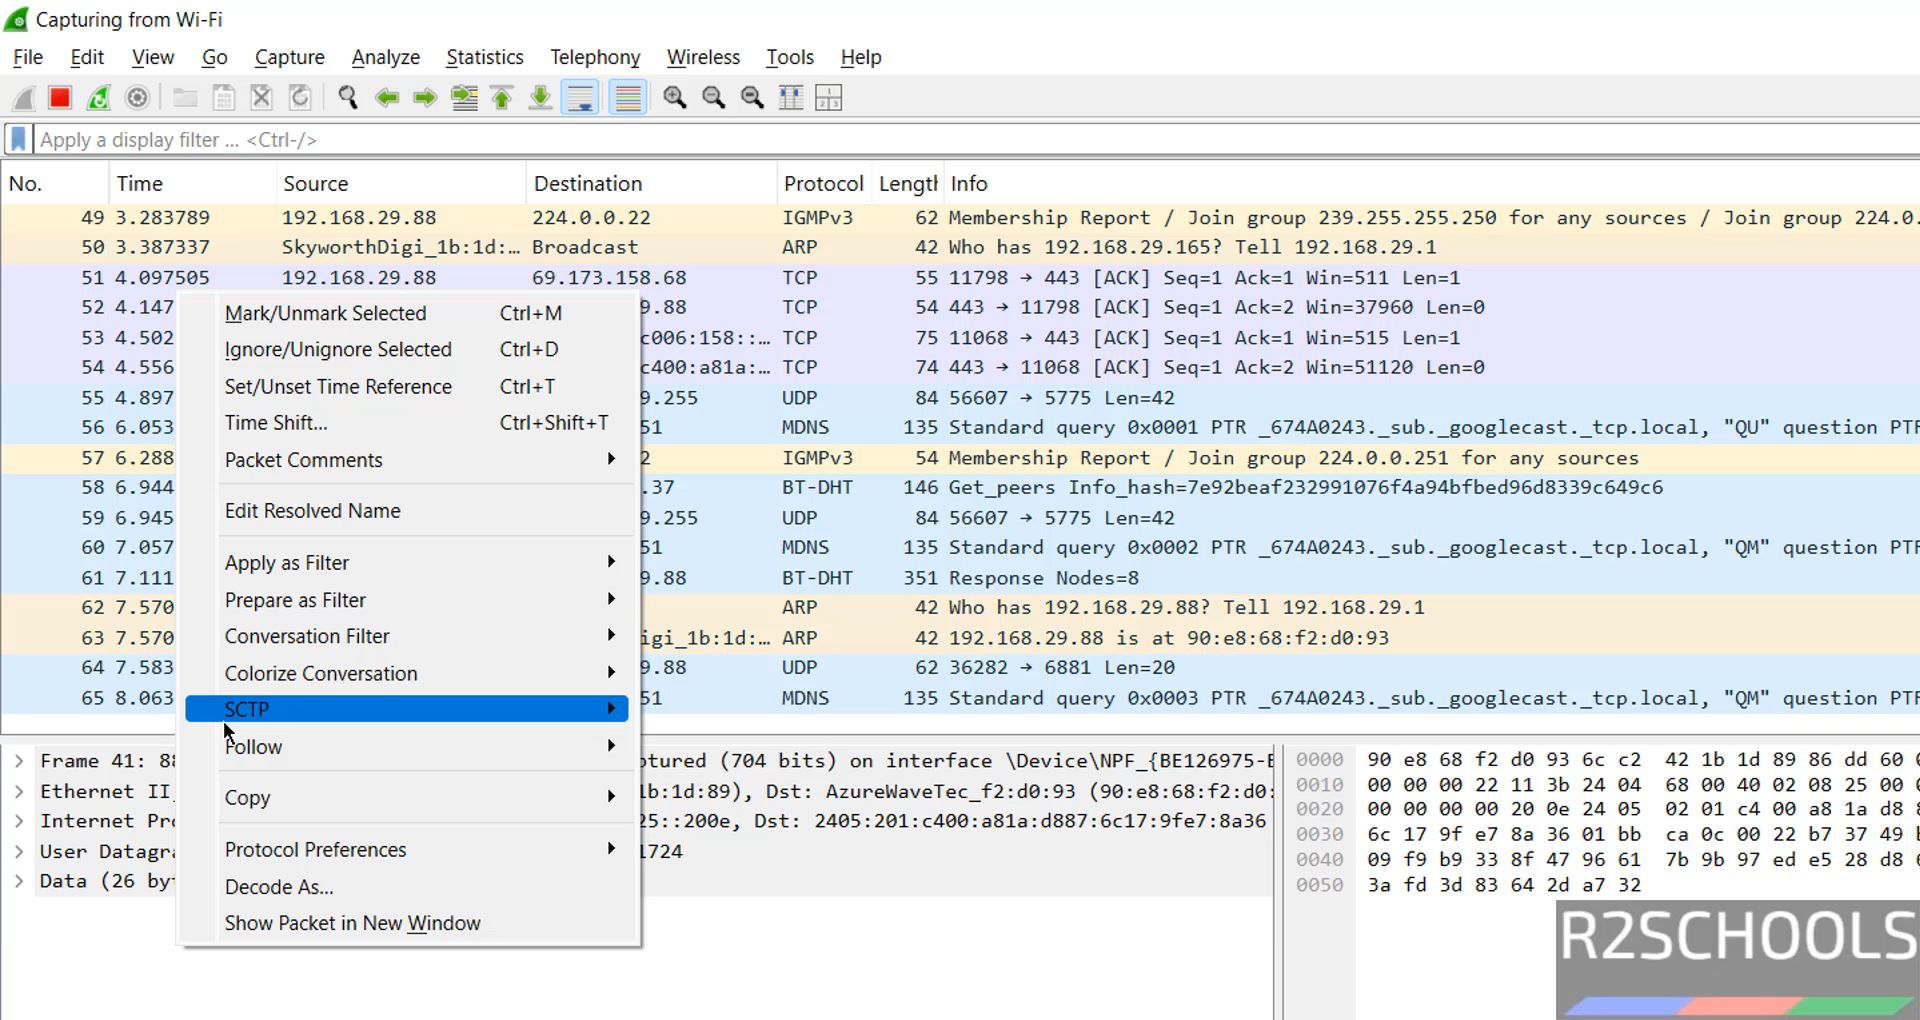 Capturing from Wi-Fi
File Edit View Go Capture Analyze Statistics Telephony Wireless Tools Help
Apply a display filter ... <Ctrl-/>
No. Time Source Destination Protocol Length Info
49 3.283789 192.168.29.88 224.0.0.22 IGMPv3 62 Membership Report / Join group 239.255.255.250 for any sources / Join group 224.0.
50 3.387337 SkyworthDigi_1b:1d:… Broadcast ARP 42 Who has 192.168.29.165? Tell 192.168.29.1
51 4.097505 192.168.29.88 69.173.158.68 TCP 55 11798 → 443 [ACK] Seq=1 Ack=1 Win=511 Len=1
52 4.147 9.88 TCP 54 443 → 11798 [ACK] Seq=1 Ack=2 Win=37960 Len=0
53 4.502 c006:158::… TCP 75 11068 → 443 [ACK] Seq=1 Ack=1 Win=515 Len=1
54 4.556 c400:a81a:… TCP 74 443 → 11068 [ACK] Seq=1 Ack=2 Win=51120 Len=0
55 4.897 9.255 UDP 84 56607 → 5775 Len=42
56 6.053 51 MDNS 135 Standard query 0x0001 PTR _674A0243._sub._googlecast._tcp.local, "QU" question PTR
57 6.288 2 IGMPv3 54 Membership Report / Join group 224.0.0.251 for any sources
58 6.944 .37 BT-DHT 146 Get_peers Info_hash=7e92beaf232991076f4a94bfbed96d8339c649c6
59 6.945 9.255 UDP 84 56607 → 5775 Len=42
60 7.057 51 MDNS 135 Standard query 0x0002 PTR _674A0243._sub._googlecast._tcp.local, "QM" question PTR
61 7.111 9.88 BT-DHT 351 Response Nodes=8
62 7.570 ARP 42 Who has 192.168.29.88? Tell 192.168.29.1
63 7.570 igi_1b:1d:… ARP 42 192.168.29.88 is at 90:e8:68:f2:d0:93
64 7.583 9.88 UDP 62 36282 → 6881 Len=20
65 8.063 51 MDNS 135 Standard query 0x0003 PTR _674A0243._sub._googlecast._tcp.local, "QM" question PTR
Mark/Unmark Selected Ctrl+M
Ignore/Unignore Selected Ctrl+D
Set/Unset Time Reference Ctrl+T
Time Shift... Ctrl+Shift+T
Packet Comments
Edit Resolved Name
Apply as Filter
Prepare as Filter
Conversation Filter
Colorize Conversation
SCTP
Follow
Copy
Protocol Preferences
Decode As...
Show Packet in New Window
Frame 41: 88 tured (704 bits) on interface \Device\NPF_{BE126975-E
Ethernet II, 1b:1d:89), Dst: AzureWaveTec_f2:d0:93 (90:e8:68:f2:d0:
Internet Pro 25::200e, Dst: 2405:201:c400:a81a:d887:6c17:9fe7:8a36
User Datagra 1724
Data (26 byt
0000 90 e8 68 f2 d0 93 6c c2 42 1b 1d 89 86 dd 60 0
0010 00 00 00 22 11 3b 24 04 68 00 40 02 08 25 00 0
0020 00 00 00 00 20 0e 24 05 02 01 c4 00 a8 1a d8 8
0030 6c 17 9f e7 8a 36 01 bb ca 0c 00 22 b7 37 49
0040 09 f9 b9 33 8f 47 96 61 7b 9b 97 ed e5 28 d8 6
0050 3a fd 3d 83 64 2d a7 32
R2SCHOOLS